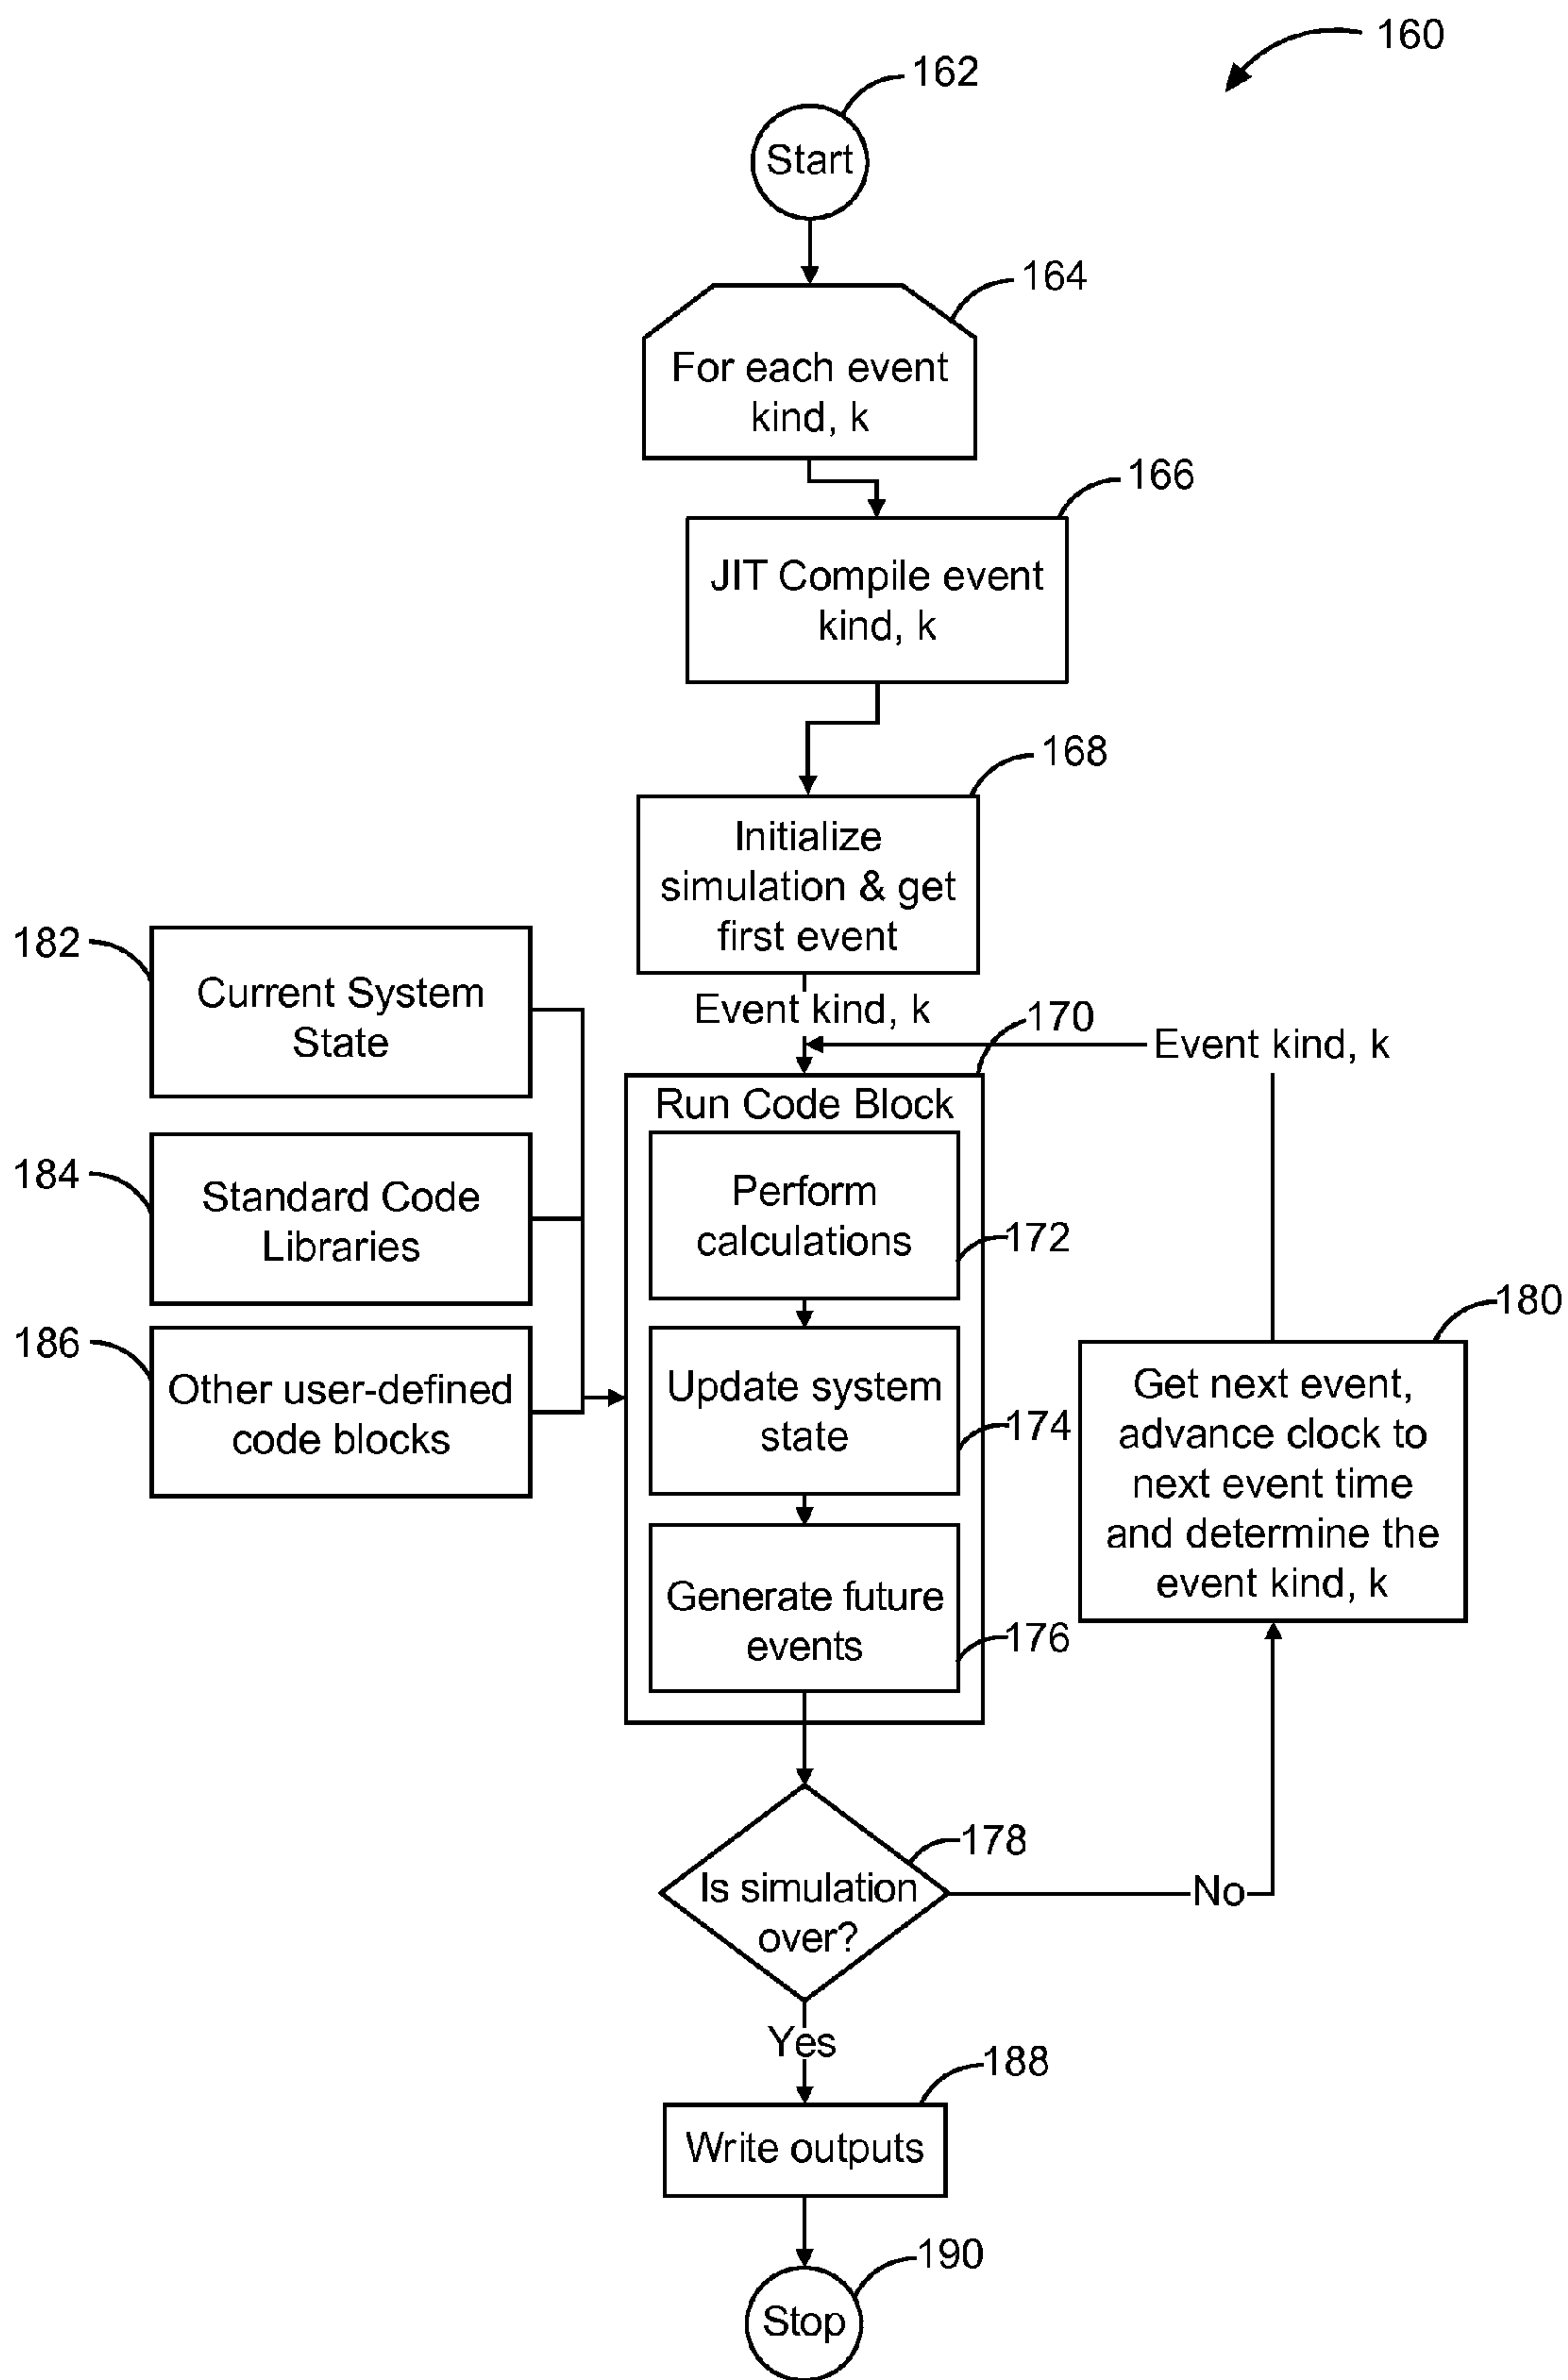 160
162
Start
164
For each event
kind, k
166
JIT Compile event
kind, k
168
Initialize
simulation & get
first event
182
Current System
State
Event kind, k
170
Event kind, k
Run Code Block
184
Standard Code
Libraries
Perform
calculations
172
186
Other user-defined
code blocks
Update system
state
174
180
Get next event,
advance clock to
next event time
and determine the
event kind, k
Generate future
events
176
178
Is simulation
over?
No
Yes
188
Write outputs
190
Stop